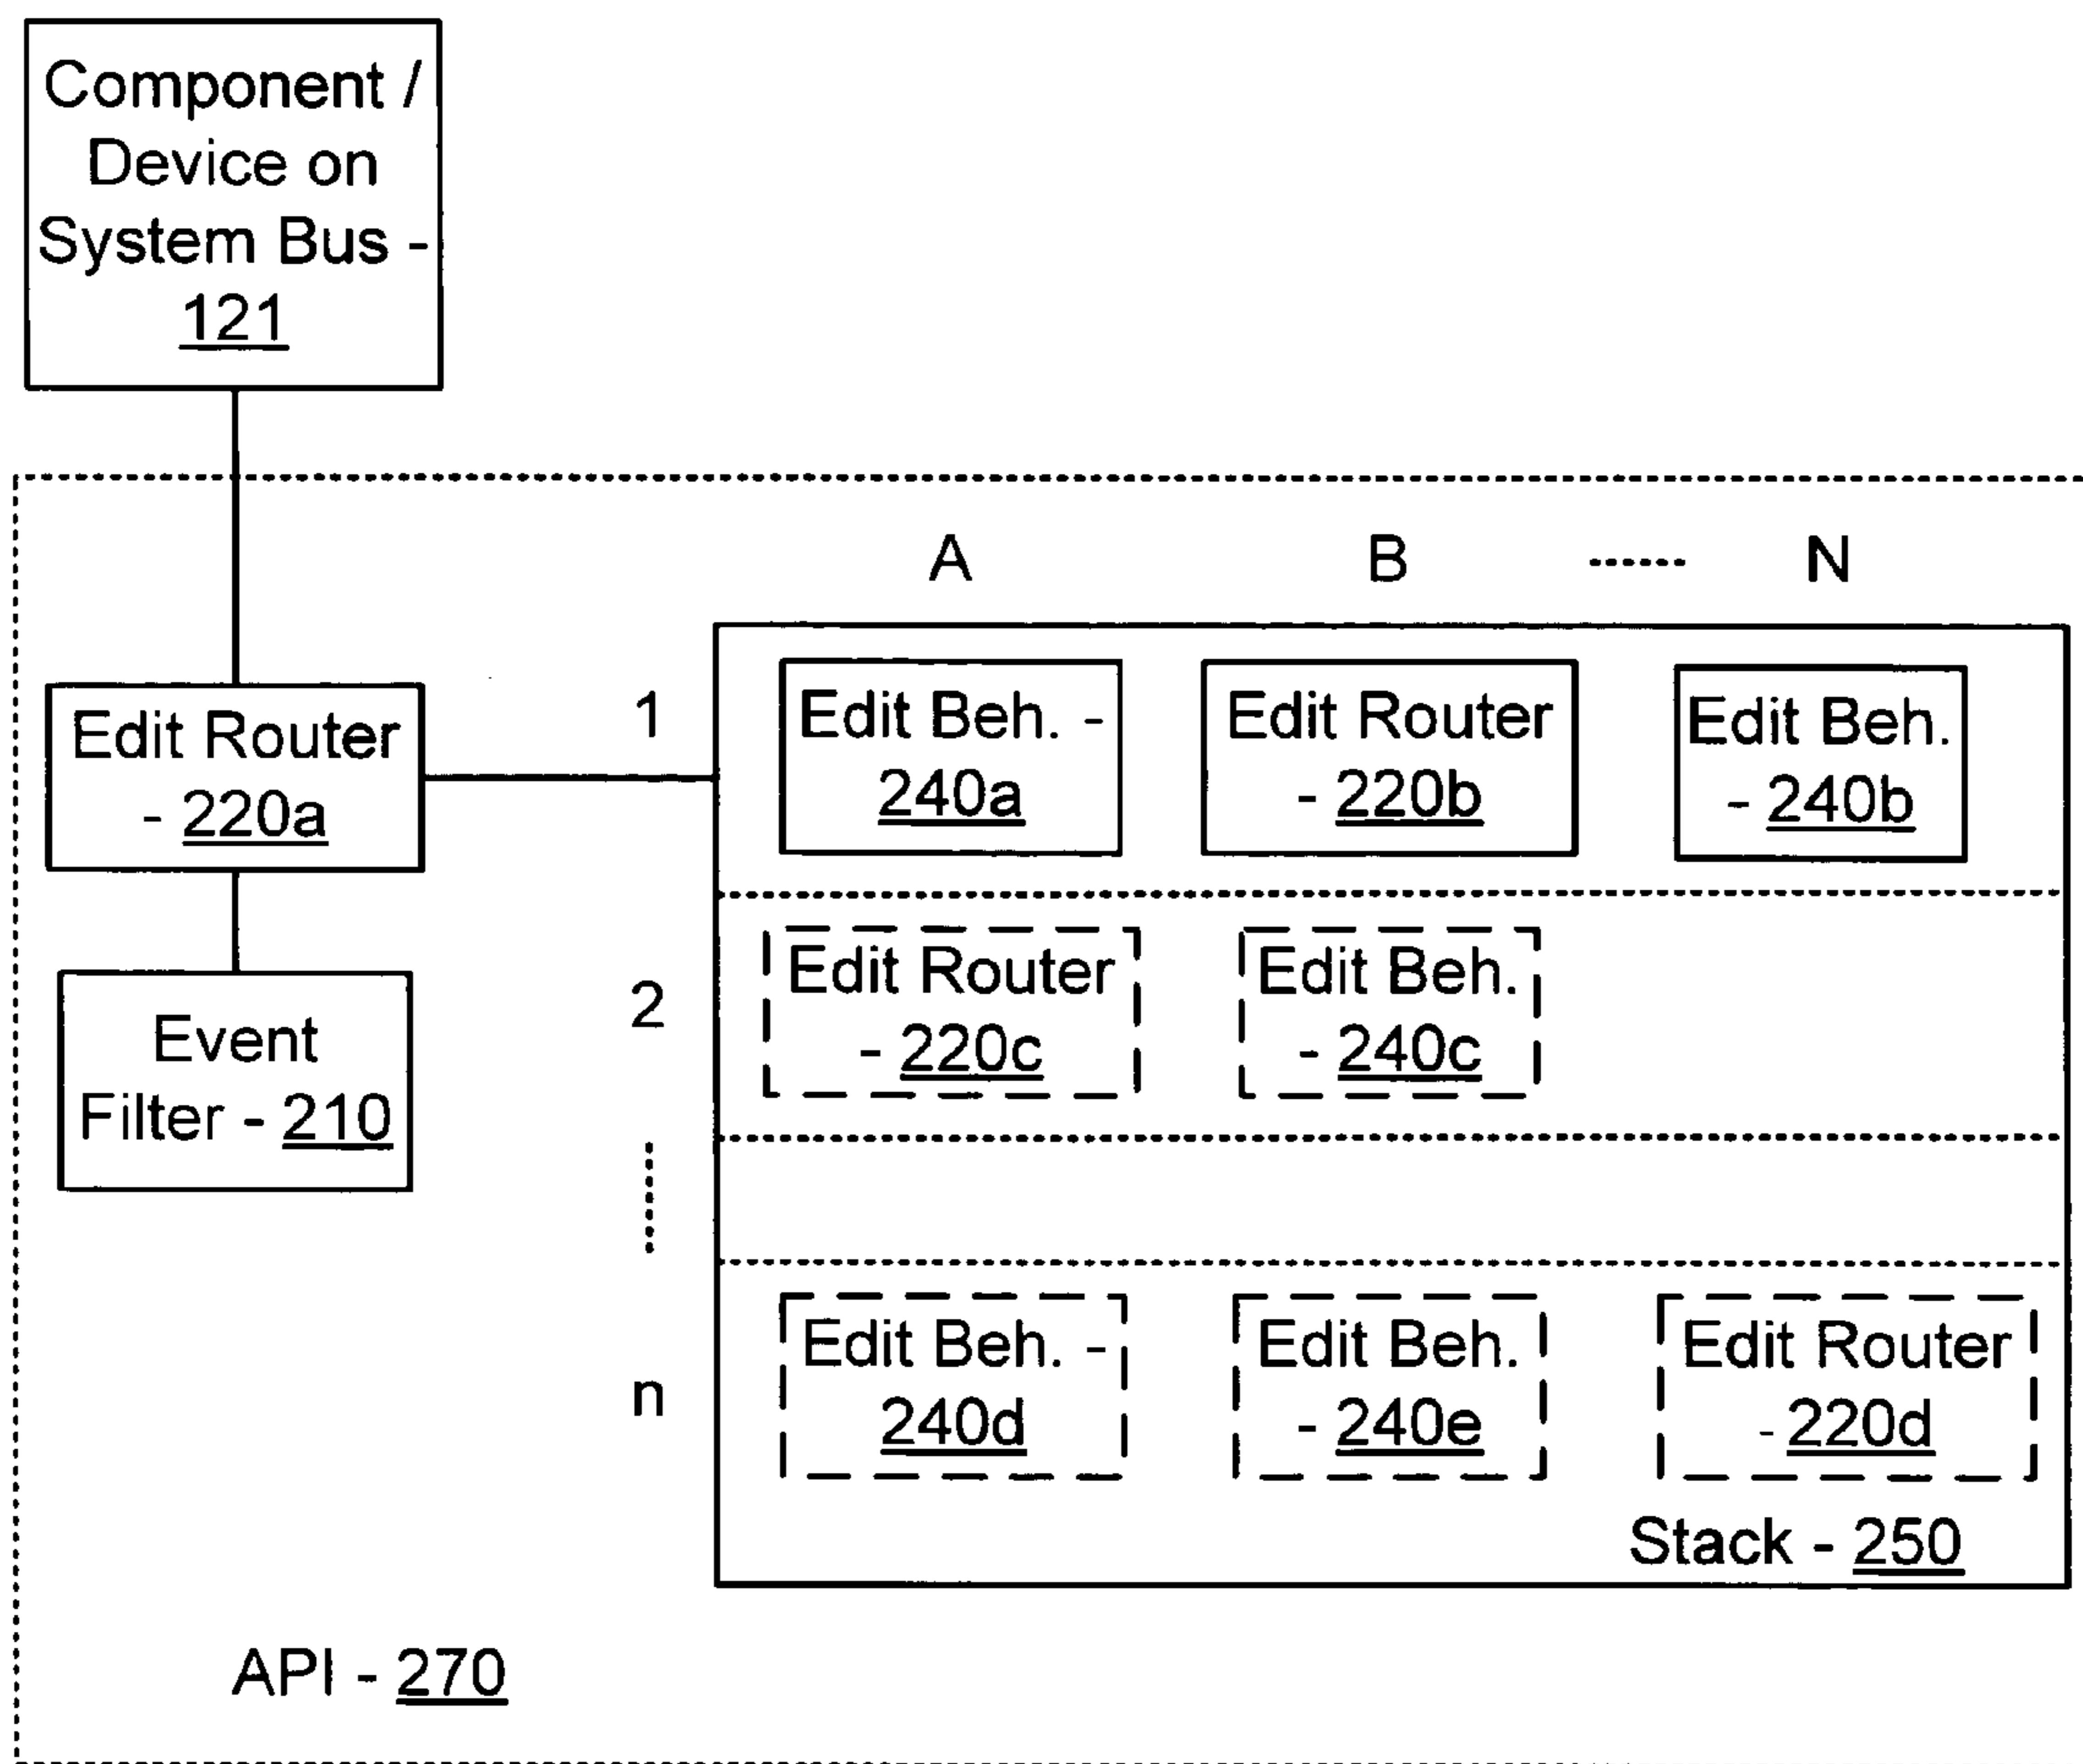 Component /
Device on
System Bus -
121
A B ...... N
Edit Router
- 220a
1
Edit Beh. -
240a
Edit Router
- 220b
Edit Beh.
- 240b
Event
Filter - 210
2
Edit Router
- 220c
Edit Beh.
- 240c
n
Edit Beh. -
240d
Edit Beh.
- 240e
Edit Router
- 220d
Stack - 250
API - 270